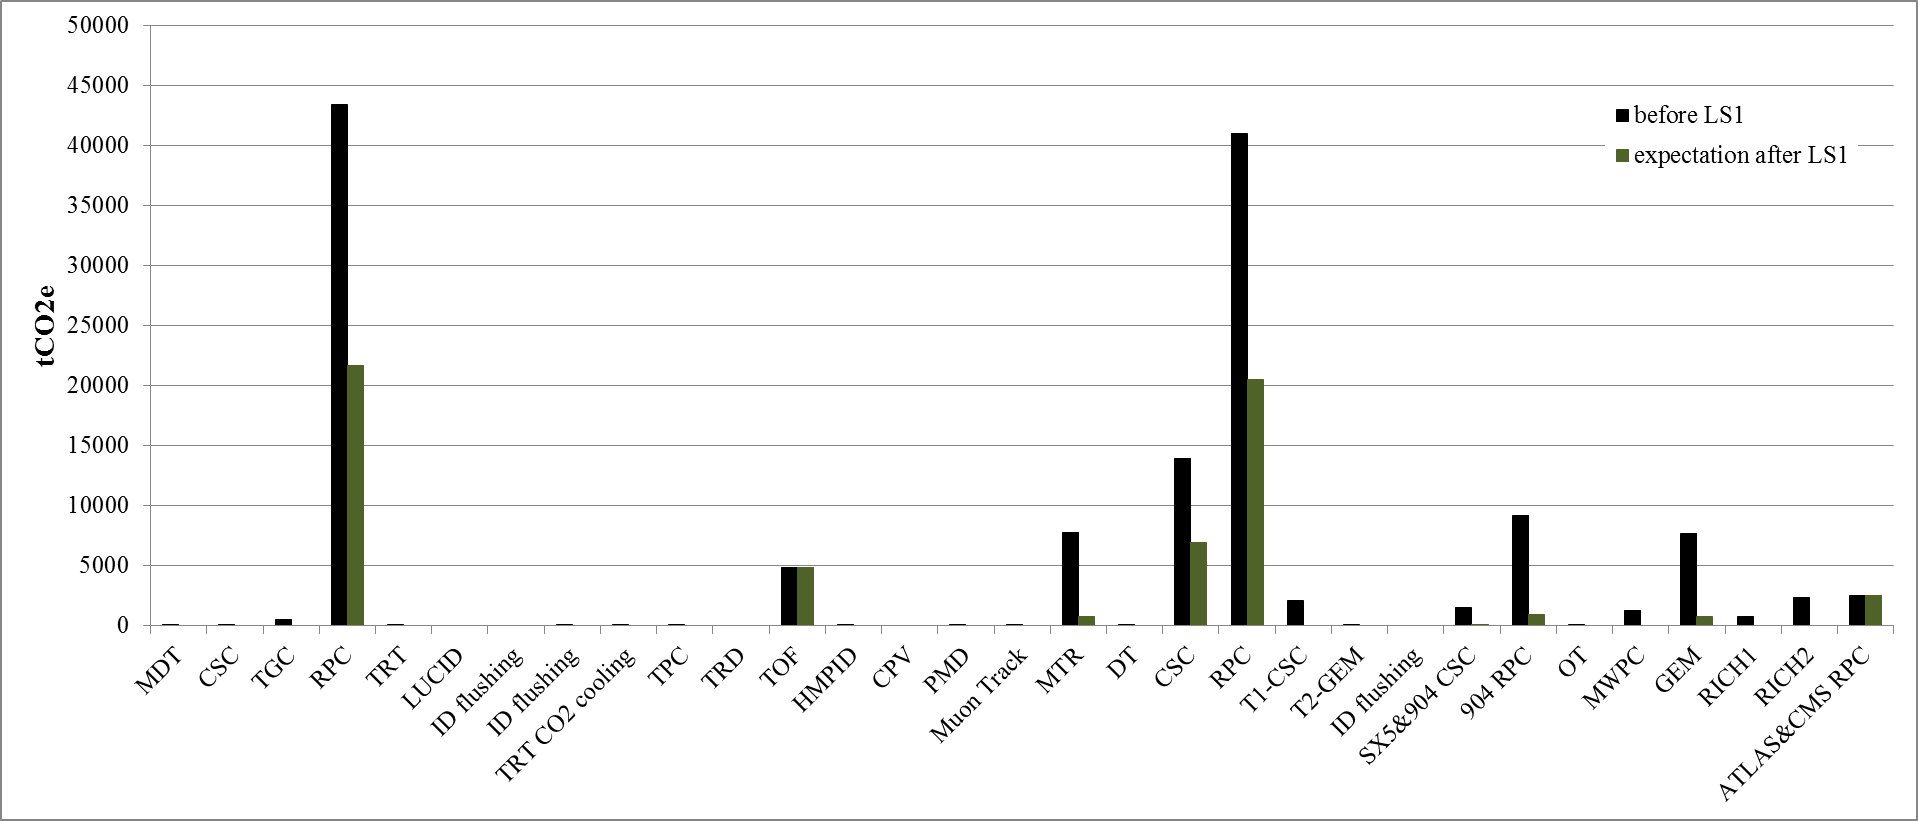 50000
45000
40000
35000
30000
25000
20000
15000
10000
5000
0
tCO2e
before LS1
expectation after LS1
MDT
CSC
TGC
RPC
TRT
LUCID
ID flushing
ID flushing
TRT CO2 cooling
TPC
TRD
TOF
HMPID
CPV
PMD
Muon Track
MTR
DT
CSC
RPC
T1-CSC
T2-GEM
ID flushing
SX5&904 CSC
904 RPC
OT
MWPC
GEM
RICH1
RICH2
ATLAS&CMS RPC